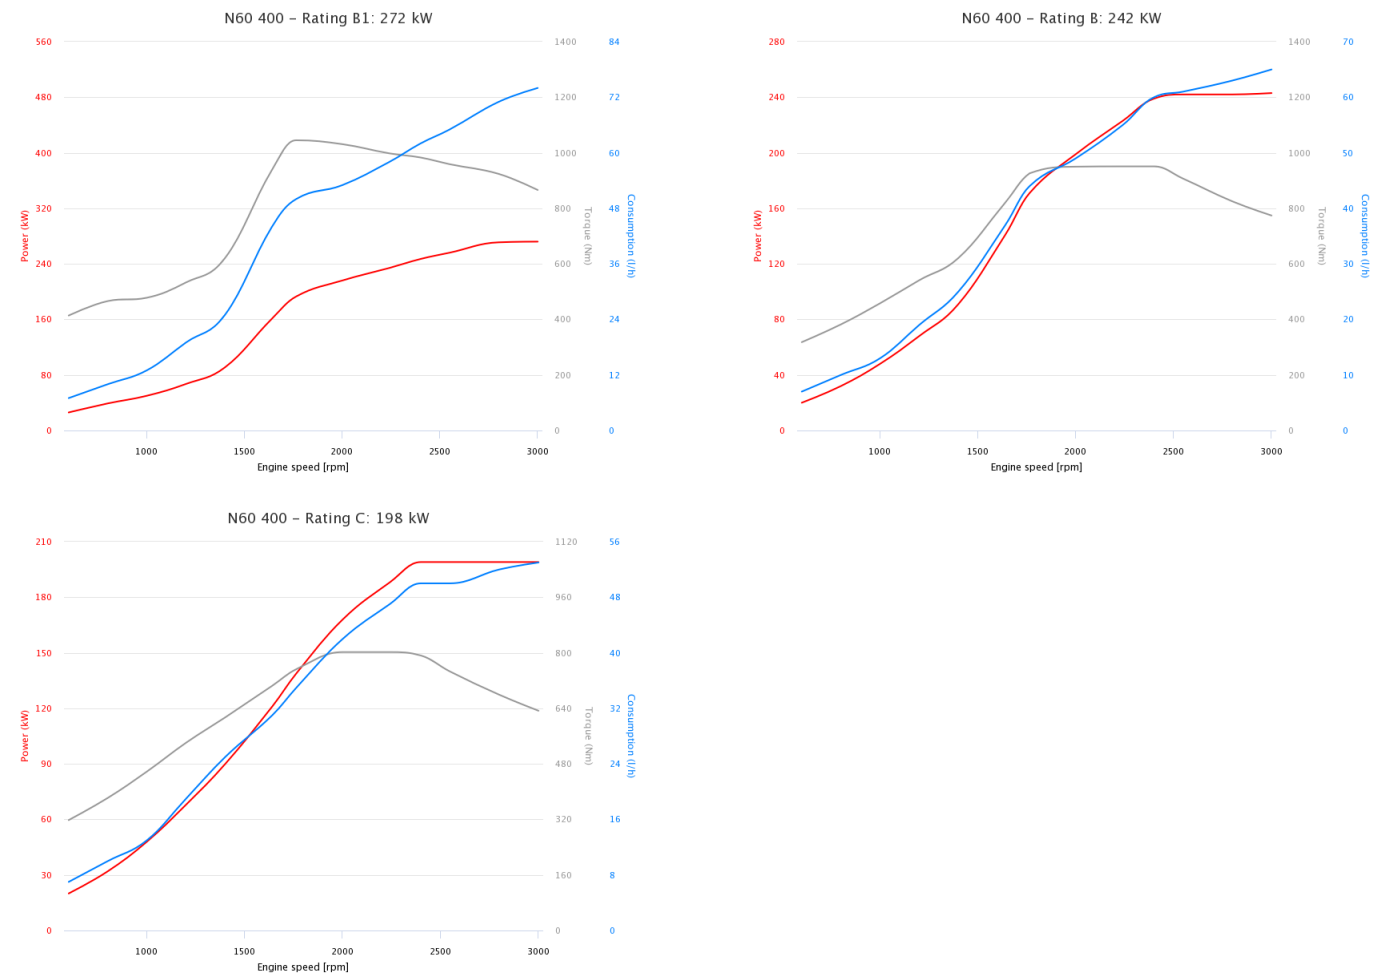 N60 400 – Rating B1: 272 kW
560 1400 84
480 1200 72
400 1000 60
320 800 48
240 600 36
160 400 24
80 200 12
0 0 0
Power (kW)
Torque (Nm)
Consumption (l/h)
1000 1500 2000 2500 3000
Engine speed [rpm]
N60 400 – Rating B: 242 KW
280 1400 70
240 1200 60
200 1000 50
160 800 40
120 600 30
80 400 20
40 200 10
0 0 0
Power (kW)
Torque (Nm)
Consumption (l/h)
1000 1500 2000 2500 3000
Engine speed [rpm]
N60 400 – Rating C: 198 kW
210 1120 56
180 960 48
150 800 40
120 640 32
90 480 24
60 320 16
30 160 8
0 0 0
Power (kW)
Torque (Nm)
Consumption (l/h)
1000 1500 2000 2500 3000
Engine speed [rpm]